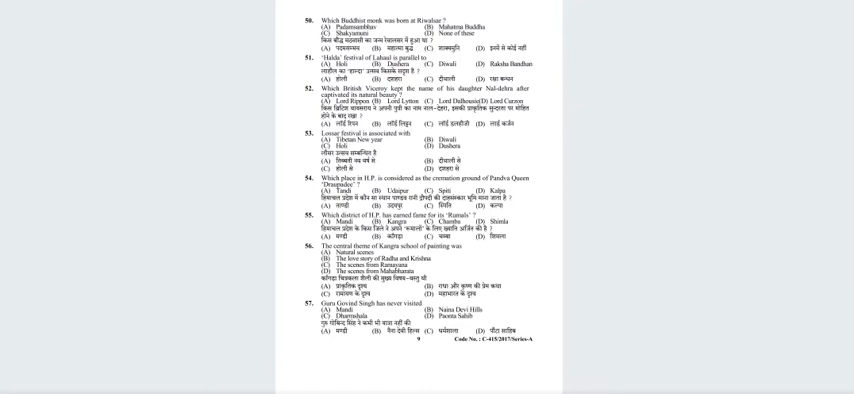 50. Which Buddhist monk was born at Riwalsar ?
(A) Padamsambhav (B) Mahatma Buddha
(C) Shakyamuni (D) None of these
किस बौद्ध मठवासी का जन्म रेवालसर में हुआ था ?
(A) पदमसम्भव (B) महात्मा बुद्ध (C) शाक्यमुनि (D) इनमें से कोई नहीं
51. 'Halda' festival of Lahaul is parallel to
(A) Holi (B) Dushera (C) Diwali (D) Raksha Bandhan
लाहौल का 'हाल्दा' उत्सव किसके सदृश है ?
(A) होली (B) दशहरा (C) दीवाली (D) रक्षा बन्धन
52. Which British Viceroy kept the name of his daughter Nal-dehra after
captivated its natural beauty ?
(A) Lord Rippon (B) Lord Lytton (C) Lord Dalhousie(D) Lord Curzon
किस ब्रिटिश वायसराय ने अपनी पुत्री का नाम नाल-देहरा, इसकी प्राकृतिक सुन्दरता पर मोहित
होने के बाद रखा ?
(A) लॉर्ड रिपन (B) लॉर्ड लिट्टन (C) लॉर्ड डलहौजी (D) लार्ड कर्जन
53. Lossar festival is associated with
(A) Tibetan New year (B) Diwali
(C) Holi (D) Dushera
लौसर उत्सव सम्बन्धित है
(A) तिब्बती नव वर्ष से (B) दीवाली से
(C) होली से (D) दशहरा से
54. Which place in H.P. is considered as the cremation ground of Pandva Queen
'Draupadee' ?
(A) Tandi (B) Udaipur (C) Spiti (D) Kalpa
हिमाचल प्रदेश में कौन सा स्थान पाण्डव रानी द्रौपदी की दाहसंस्कार भूमि माना जाता है ?
(A) ताण्डी (B) उदयपुर (C) स्पिति (D) कल्पा
55. Which district of H.P. has earned fame for its 'Rumals' ?
(A) Mandi (B) Kangra (C) Chamba (D) Shimla
हिमाचल प्रदेश के किस जिले ने अपने 'रूमालों' के लिए ख्याति अर्जित की है ?
(A) मण्डी (B) काँगड़ा (C) चम्बा (D) शिमला
56. The central theme of Kangra school of painting was
(A) Natural scenes
(B) The love story of Radha and Krishna
(C) The scenes from Ramayana
(D) The scenes from Mahabharata
काँगड़ा चित्रकला शैली की मुख्य विषय-वस्तु थी
(A) प्राकृतिक दृश्य (B) राधा और कृष्ण की प्रेम कथा
(C) रामायण के दृश्य (D) महाभारत के दृश्य
57. Guru Govind Singh has never visited
(A) Mandi (B) Naina Devi Hills
(C) Dharmshala (D) Paonta Sahib
गुरु गोबिन्द सिंह ने कभी भी यात्रा नहीं की
(A) मण्डी (B) नैना देवी हिल्स (C) धर्मशाला (D) पौंटा साहिब
9 Code No. : C-415/2017/Series-A